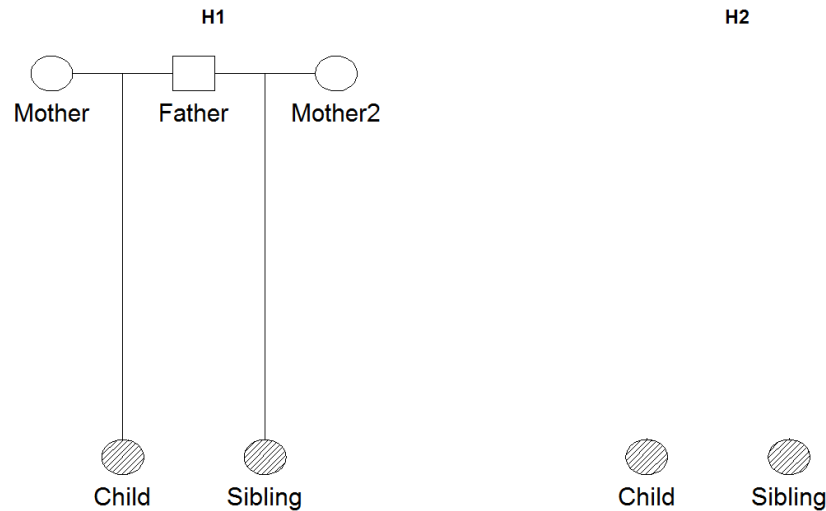 H1
H2
Mother
Father
Mother2
Child
Sibling
Child
Sibling